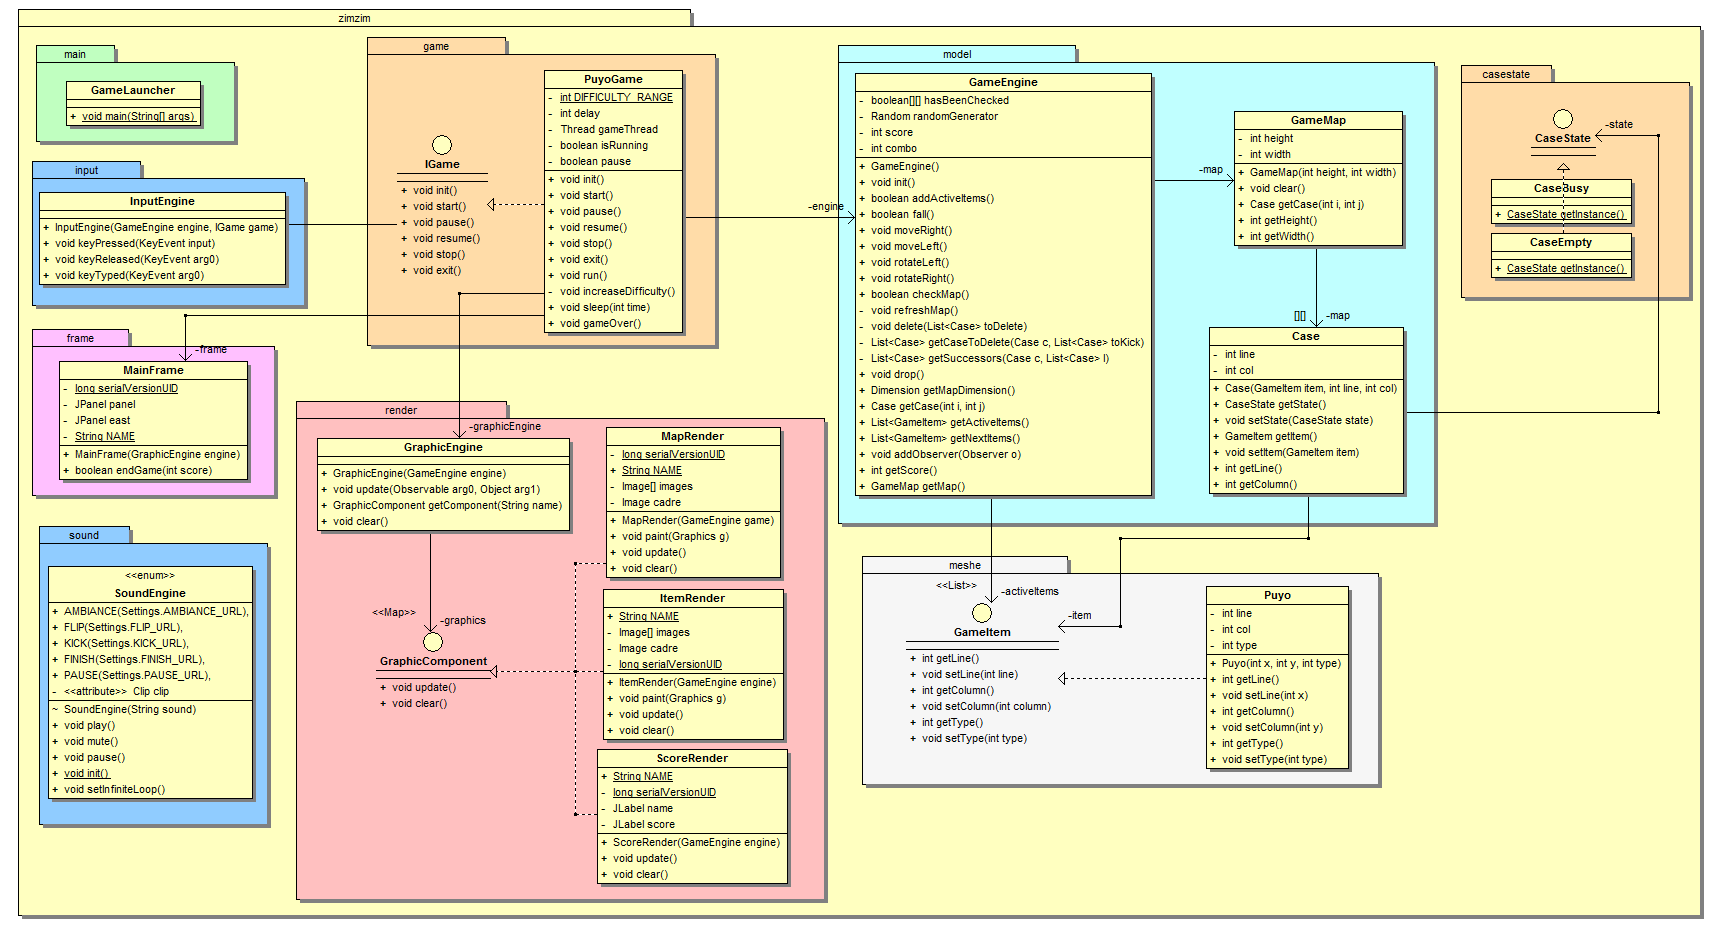 zimzim
main
GameLauncher
+ void main(String[] args)
input
InputEngine
+ InputEngine(GameEngine engine, IGame game)
+ void keyPressed(KeyEvent input)
+ void keyReleased(KeyEvent arg0)
+ void keyTyped(KeyEvent arg0)
frame
-frame
MainFrame
- long serialVersionUID
- JPanel panel
- JPanel east
- String NAME
+ MainFrame(GraphicEngine engine)
+ boolean endGame(int score)
sound
<<enum>>
SoundEngine
+ AMBIANCE(Settings.AMBIANCE_URL),
+ FLIP(Settings.FLIP_URL),
+ KICK(Settings.KICK_URL),
+ FINISH(Settings.FINISH_URL),
+ PAUSE(Settings.PAUSE_URL),
- <<attribute>> Clip clip
~ SoundEngine(String sound)
+ void play()
+ void mute()
+ void pause()
+ void init()
+ void setInfiniteLoop()
game
IGame
+ void init()
+ void start()
+ void pause()
+ void resume()
+ void stop()
+ void exit()
PuyoGame
- int DIFFICULTY_RANGE
- int delay
- Thread gameThread
- boolean isRunning
- boolean pause
+ void init()
+ void start()
+ void pause()
+ void resume()
+ void stop()
+ void exit()
+ void run()
- void increaseDifficulty()
+ void sleep(int time)
+ void gameOver()
-engine
render
-graphicEngine
GraphicEngine
+ GraphicEngine(GameEngine engine)
+ void update(Observable arg0, Object arg1)
+ GraphicComponent getComponent(String name)
+ void clear()
<<Map>>
-graphics
GraphicComponent
+ void update()
+ void clear()
MapRender
- long serialVersionUID
+ String NAME
- Image[] images
- Image cadre
+ MapRender(GameEngine game)
+ void paint(Graphics g)
+ void update()
+ void clear()
ItemRender
+ String NAME
- Image[] images
- Image cadre
- long serialVersionUID
+ ItemRender(GameEngine engine)
+ void paint(Graphics g)
+ void update()
+ void clear()
ScoreRender
+ String NAME
- long serialVersionUID
- JLabel name
- JLabel score
+ ScoreRender(GameEngine engine)
+ void update()
+ void clear()
model
GameEngine
- boolean[][] hasBeenChecked
- Random randomGenerator
- int score
- int combo
+ GameEngine()
+ void init()
+ boolean addActiveItems()
+ boolean fall()
+ void moveRight()
+ void moveLeft()
+ void rotateLeft()
+ void rotateRight()
+ boolean checkMap()
- void refreshMap()
- void delete(List<Case> toDelete)
- List<Case> getCaseToDelete(Case c, List<Case> toKick)
- List<Case> getSuccessors(Case c, List<Case> l)
+ void drop()
+ Dimension getMapDimension()
+ Case getCase(int i, int j)
+ List<GameItem> getActiveItems()
+ List<GameItem> getNextItems()
+ void addObserver(Observer o)
+ int getScore()
+ GameMap getMap()
-map
GameMap
- int height
- int width
+ GameMap(int height, int width)
+ void clear()
+ Case getCase(int i, int j)
+ int getHeight()
+ int getWidth()
[][]
-map
Case
- int line
- int col
+ Case(GameItem item, int line, int col)
+ CaseState getState()
+ void setState(CaseState state)
+ GameItem getItem()
+ void setItem(GameItem item)
+ int getLine()
+ int getColumn()
casestate
-state
CaseState
CaseBusy
+ CaseState getInstance()
CaseEmpty
+ CaseState getInstance()
meshe
<<List>>
-activeItems
-item
GameItem
+ int getLine()
+ void setLine(int line)
+ int getColumn()
+ void setColumn(int column)
+ int getType()
+ void setType(int type)
Puyo
- int line
- int col
- int type
+ Puyo(int x, int y, int type)
+ int getLine()
+ void setLine(int x)
+ int getColumn()
+ void setColumn(int y)
+ int getType()
+ void setType(int type)